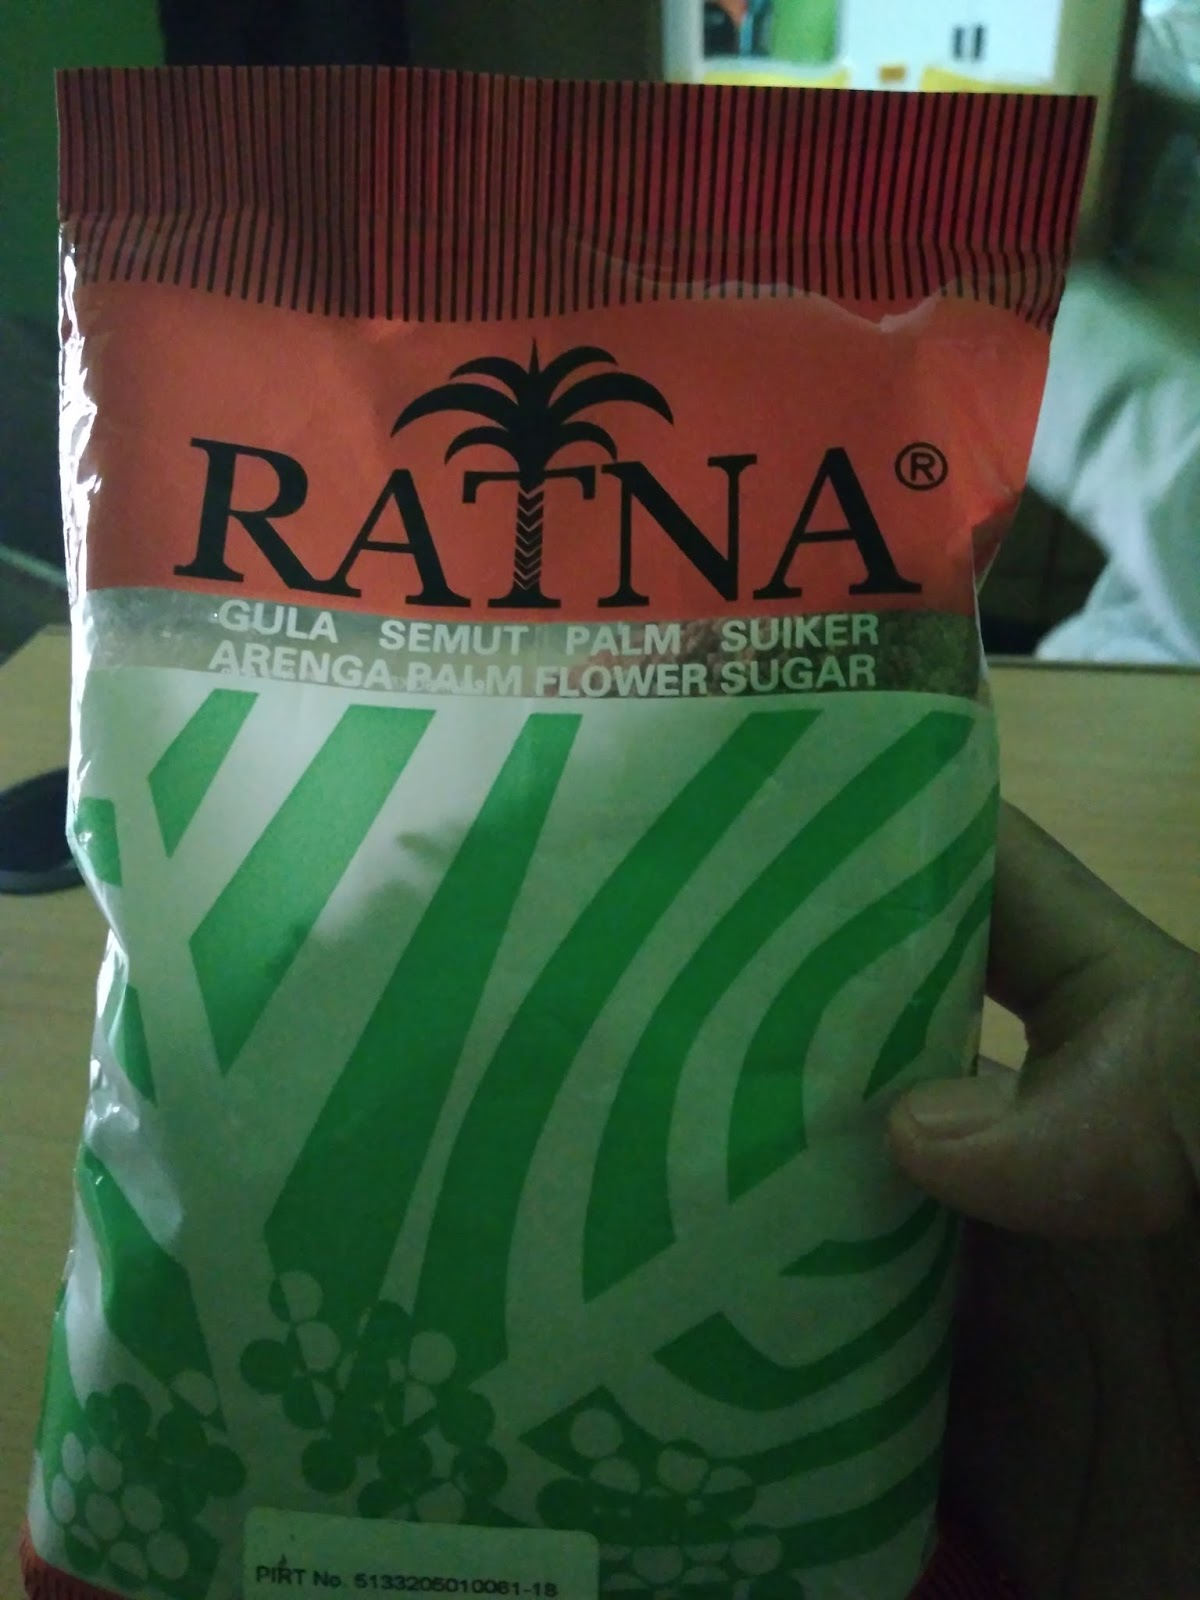 RATNA®
GULA SEMUT PALM SUIKER
ARENGA PALM FLOWER SUGAR
PIRT No. 5133205010061-18